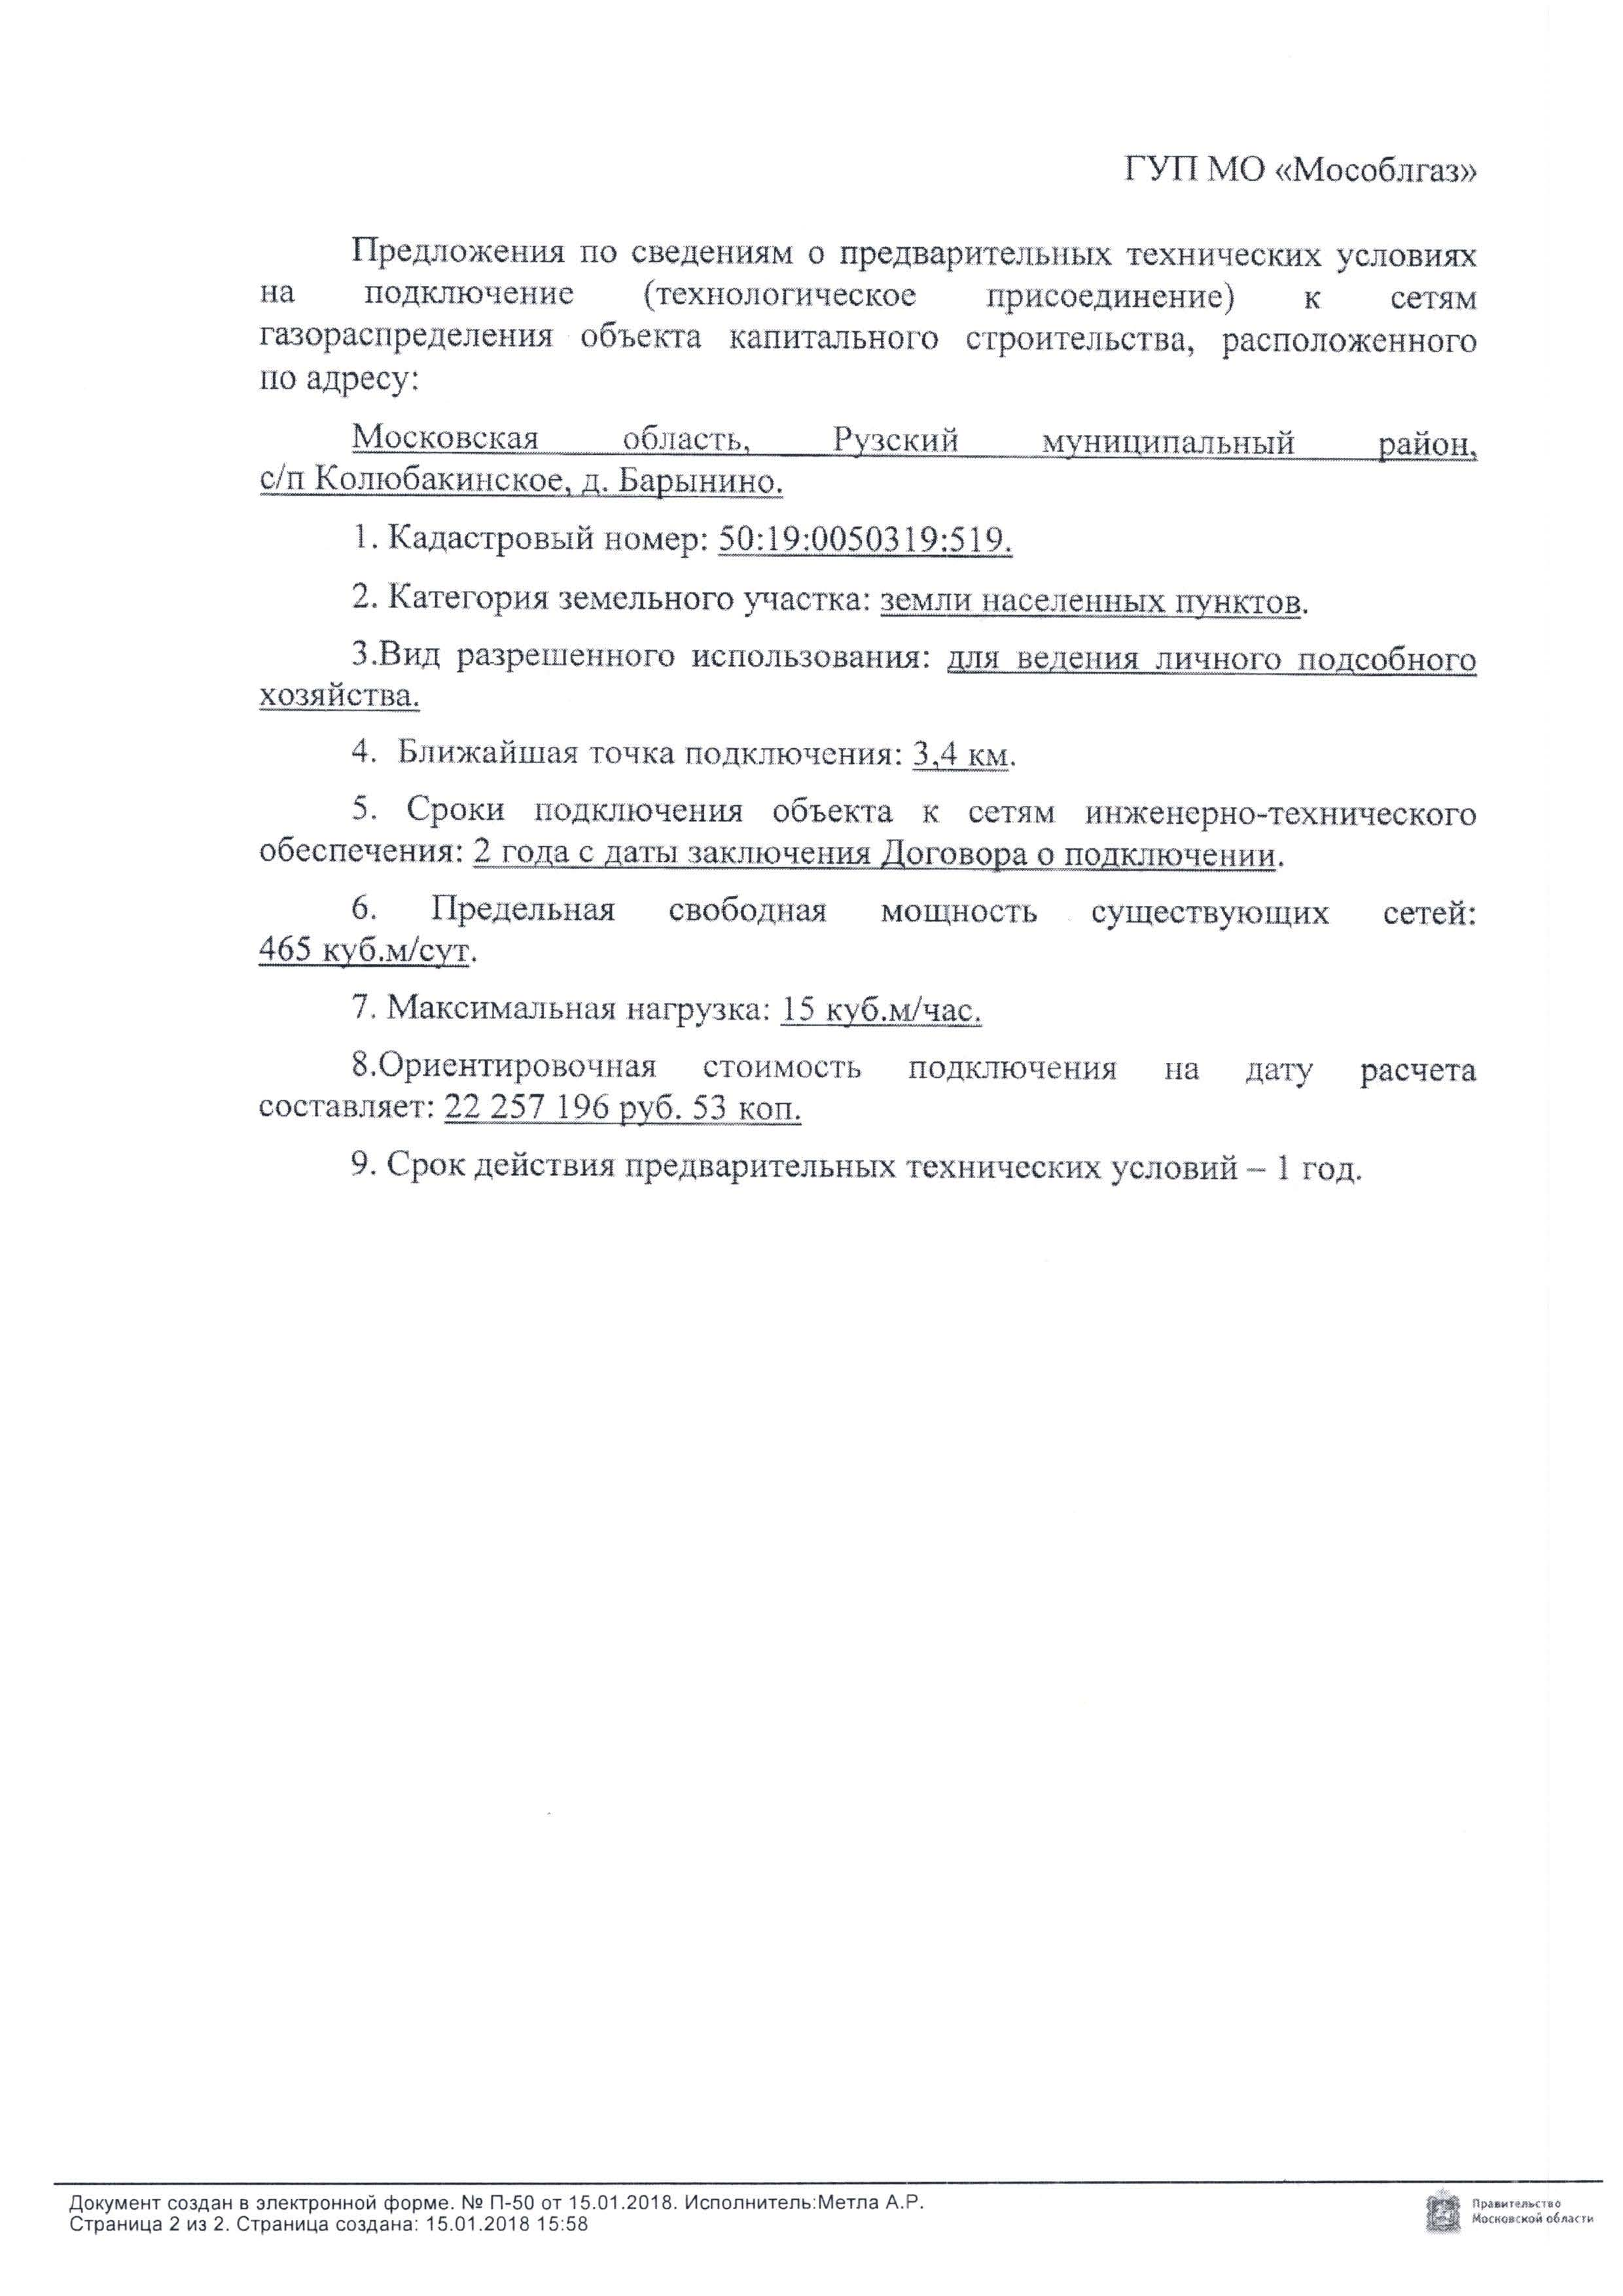 ГУП МО «Мособлгаз»
Предложения по сведениям о предварительных технических условиях
на подключение (технологическое присоединение) к сетям
газораспределения объекта капитального строительства, расположенного
по адресу:
Московская область, Рузский муниципальный район,
с/п Колюбакинское, д. Барынино.
1. Кадастровый номер: 50:19:0050319:519.
2. Категория земельного участка: земли населенных пунктов.
3.Вид разрешенного использования: для ведения личного подсобного
хозяйства.
4. Ближайшая точка подключения: 3,4 км.
5. Сроки подключения объекта к сетям инженерно-технического
обеспечения: 2 года с даты заключения Договора о подключении.
6. Предельная свободная мощность существующих сетей:
465 куб.м/сут.
7. Максимальная нагрузка: 15 куб.м/час.
8.Ориентировочная стоимость подключения на дату расчета
составляет: 22 257 196 руб. 53 коп.
9. Срок действия предварительных технических условий – 1 год.
Документ создан в электронной форме. № П-50 от 15.01.2018. Исполнитель:Метла А.Р.
Страница 2 из 2. Страница создана: 15.01.2018 15:58
Правительство
Московской области